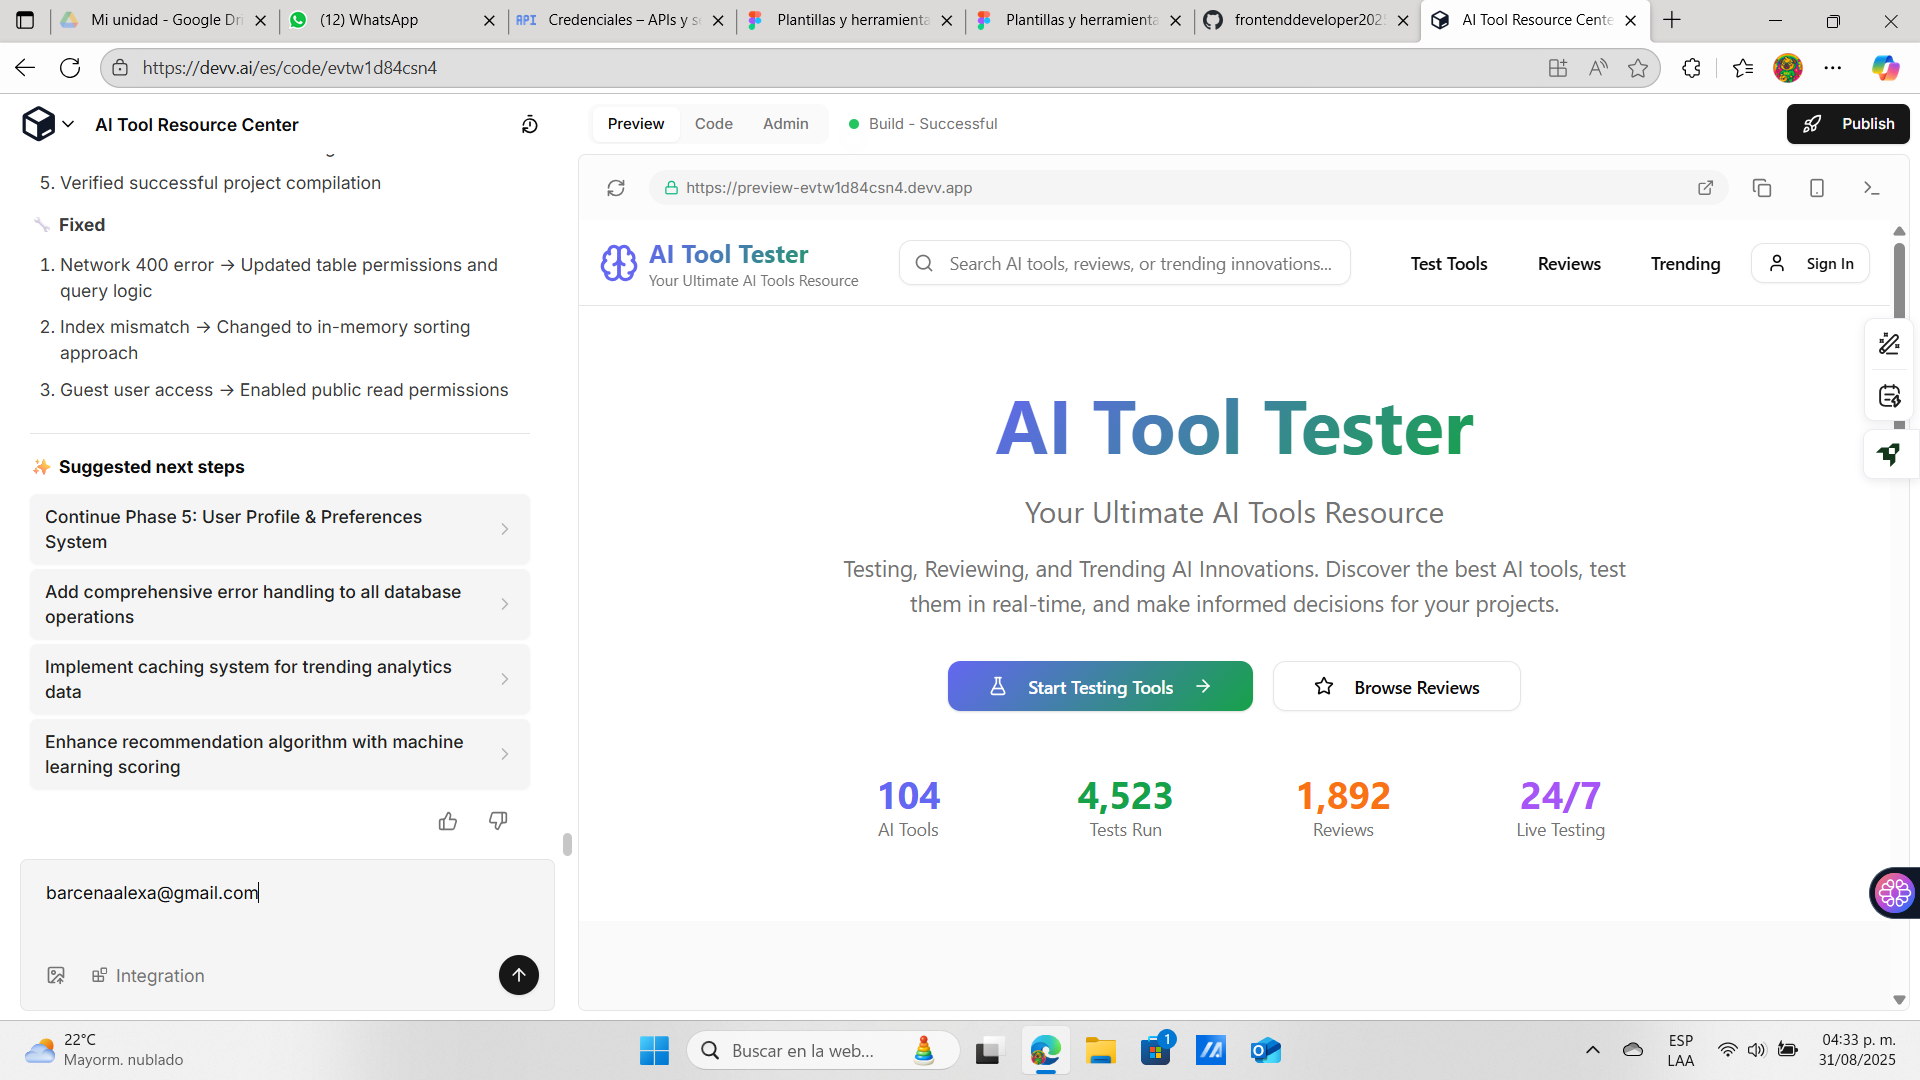 Mi unidad - Google Dri
(12) WhatsApp
API Credenciales – APIs y se
Plantillas y herramienta
Plantillas y herramienta
frontenddeveloper2025
AI Tool Resource Cente
https://devv.ai/es/code/evtw1d84csn4
AI Tool Resource Center
Preview
Code
Admin
Build - Successful
Publish
5. Verified successful project compilation
Fixed
1. Network 400 error → Updated table permissions and
query logic
2. Index mismatch → Changed to in-memory sorting
approach
3. Guest user access → Enabled public read permissions
Suggested next steps
Continue Phase 5: User Profile & Preferences
System
Add comprehensive error handling to all database
operations
Implement caching system for trending analytics
data
Enhance recommendation algorithm with machine
learning scoring
barcenaalexa@gmail.com
Integration
https://preview-evtw1d84csn4.devv.app
AI Tool Tester
Your Ultimate AI Tools Resource
Search AI tools, reviews, or trending innovations...
Test Tools
Reviews
Trending
Sign In
AI Tool Tester
Your Ultimate AI Tools Resource
Testing, Reviewing, and Trending AI Innovations. Discover the best AI tools, test
them in real-time, and make informed decisions for your projects.
Start Testing Tools →
Browse Reviews
104
AI Tools
4,523
Tests Run
1,892
Reviews
24/7
Live Testing
22°C
Mayorm. nublado
Buscar en la web...
1
ESP
LAA
04:33 p. m.
31/08/2025